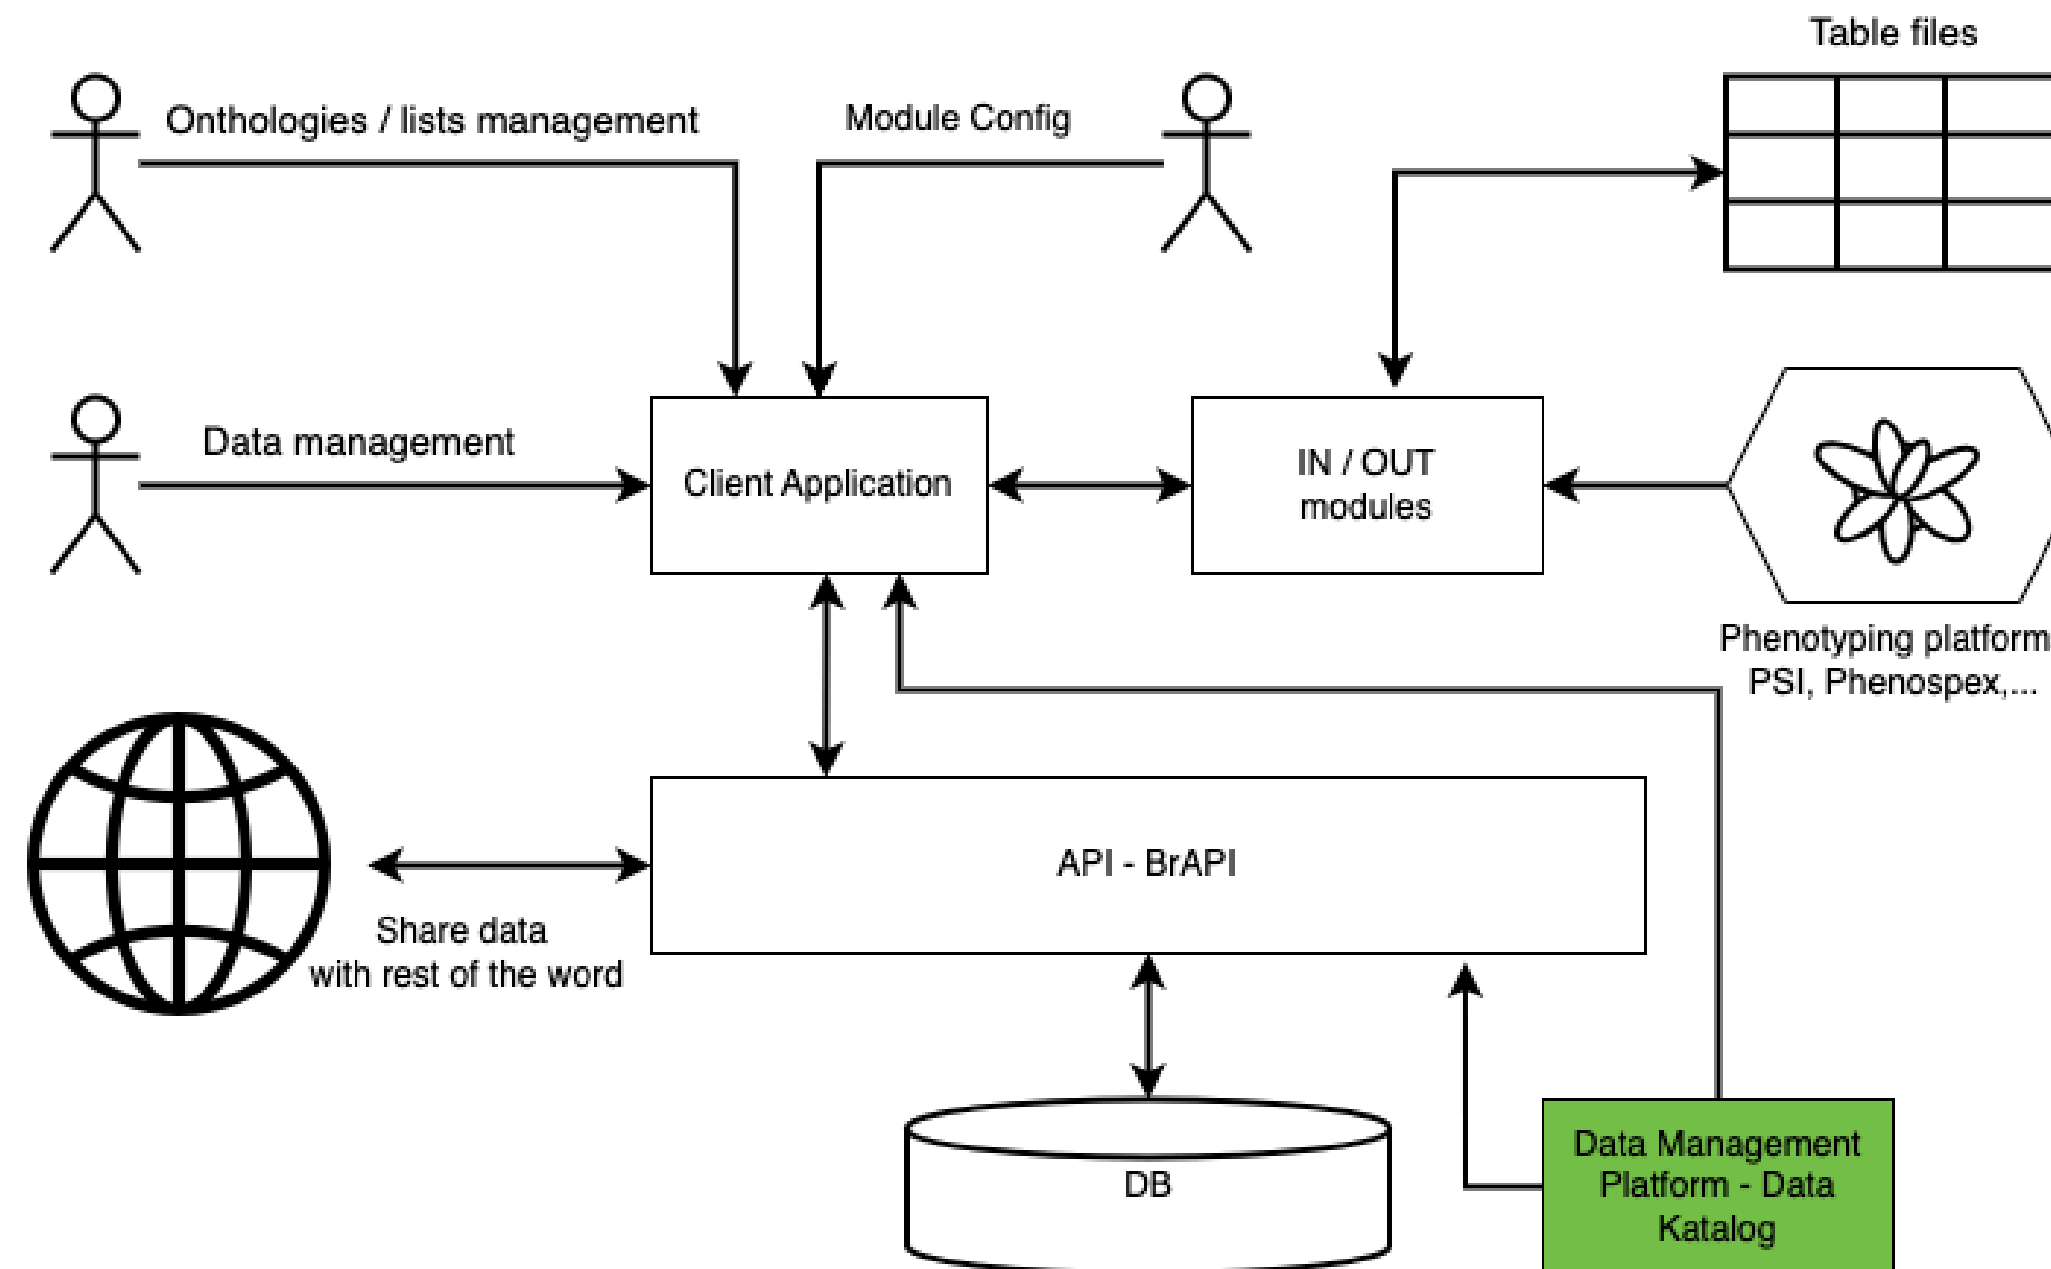 Table files
Onthologies / lists management
Module Config
Data management
Client Application
IN / OUT
modules
Phenotyping platform
PSI, Phenospex,...
API - BrAPI
Share data
with rest of the word
DB
Data Management
Platform - Data
Katalog